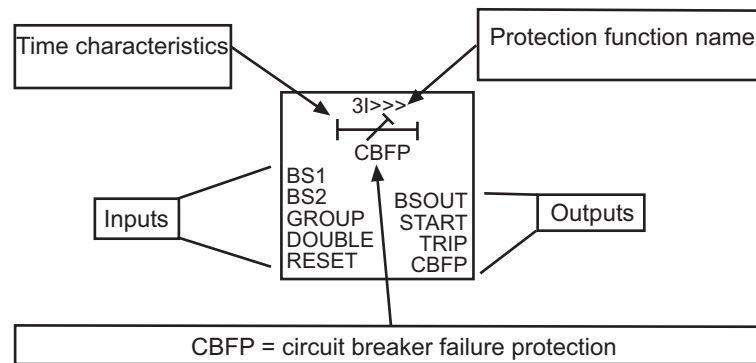 Time characteristics
Protection function name
3I>>>
CBFP
BS1
BS2
GROUP
DOUBLE
RESET
BSOUT
START
TRIP
CBFP
Inputs
Outputs
CBFP = circuit breaker failure protection